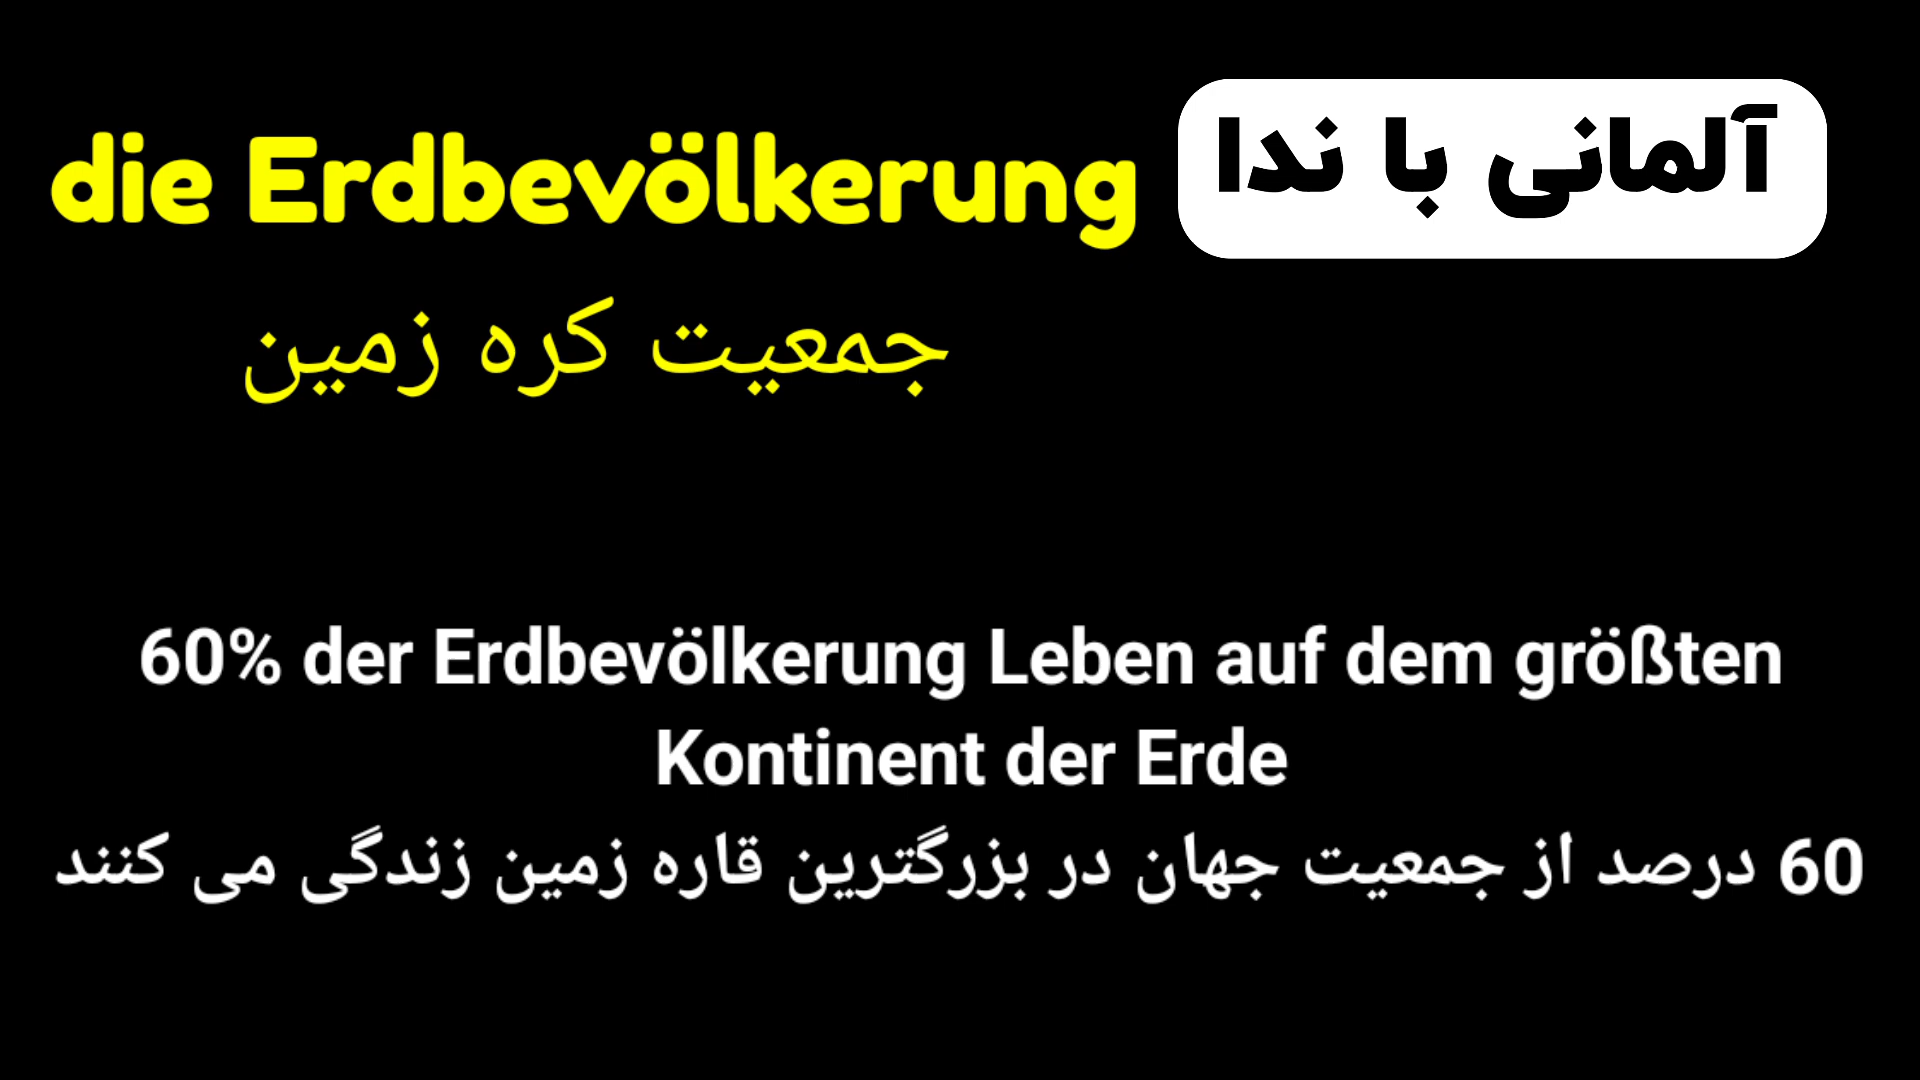 die Erdbevölkerung
آلمانی با ندا
جمعیت کره زمین
60% der Erdbevölkerung Leben auf dem größten
Kontinent der Erde
60 درصد از جمعیت جهان در بزرگترین قاره زمین زندگی می کنند